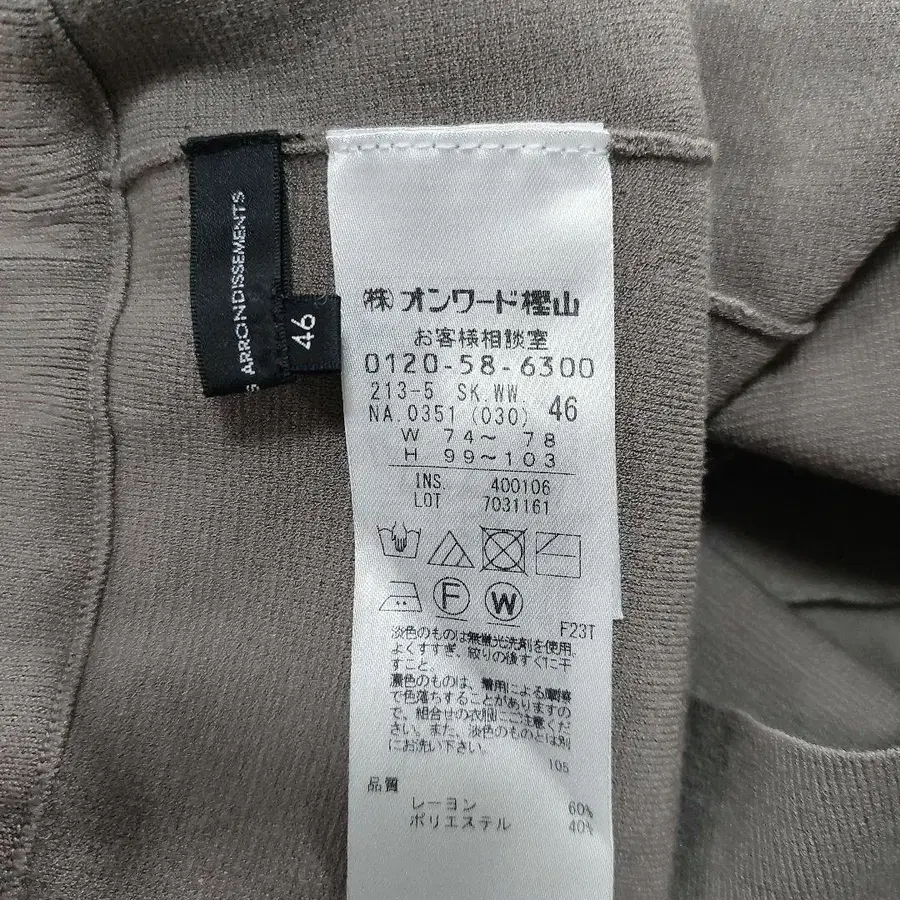 ARRONDISSEMENTS
46
㈱オンワード樫山
お客様相談室
0120-58-6300
213-5 SK.WW.
NA.0351 (030) 46
W 74〜 78
H 99〜103
INS. 400106
LOT 7031161
F
W
F23T
淡色のものは無蛍光洗剤を使用
よくすすぎ、絞りの後すぐに干
すこと。
濃色のものは、着用による摩擦
で色落ちすることがありますの
で、組合せの衣服にご注意くだ
さい。また、淡色のものとは別
にお洗い下さい。
105
品質
レーヨン 60%
ポリエステル 40%